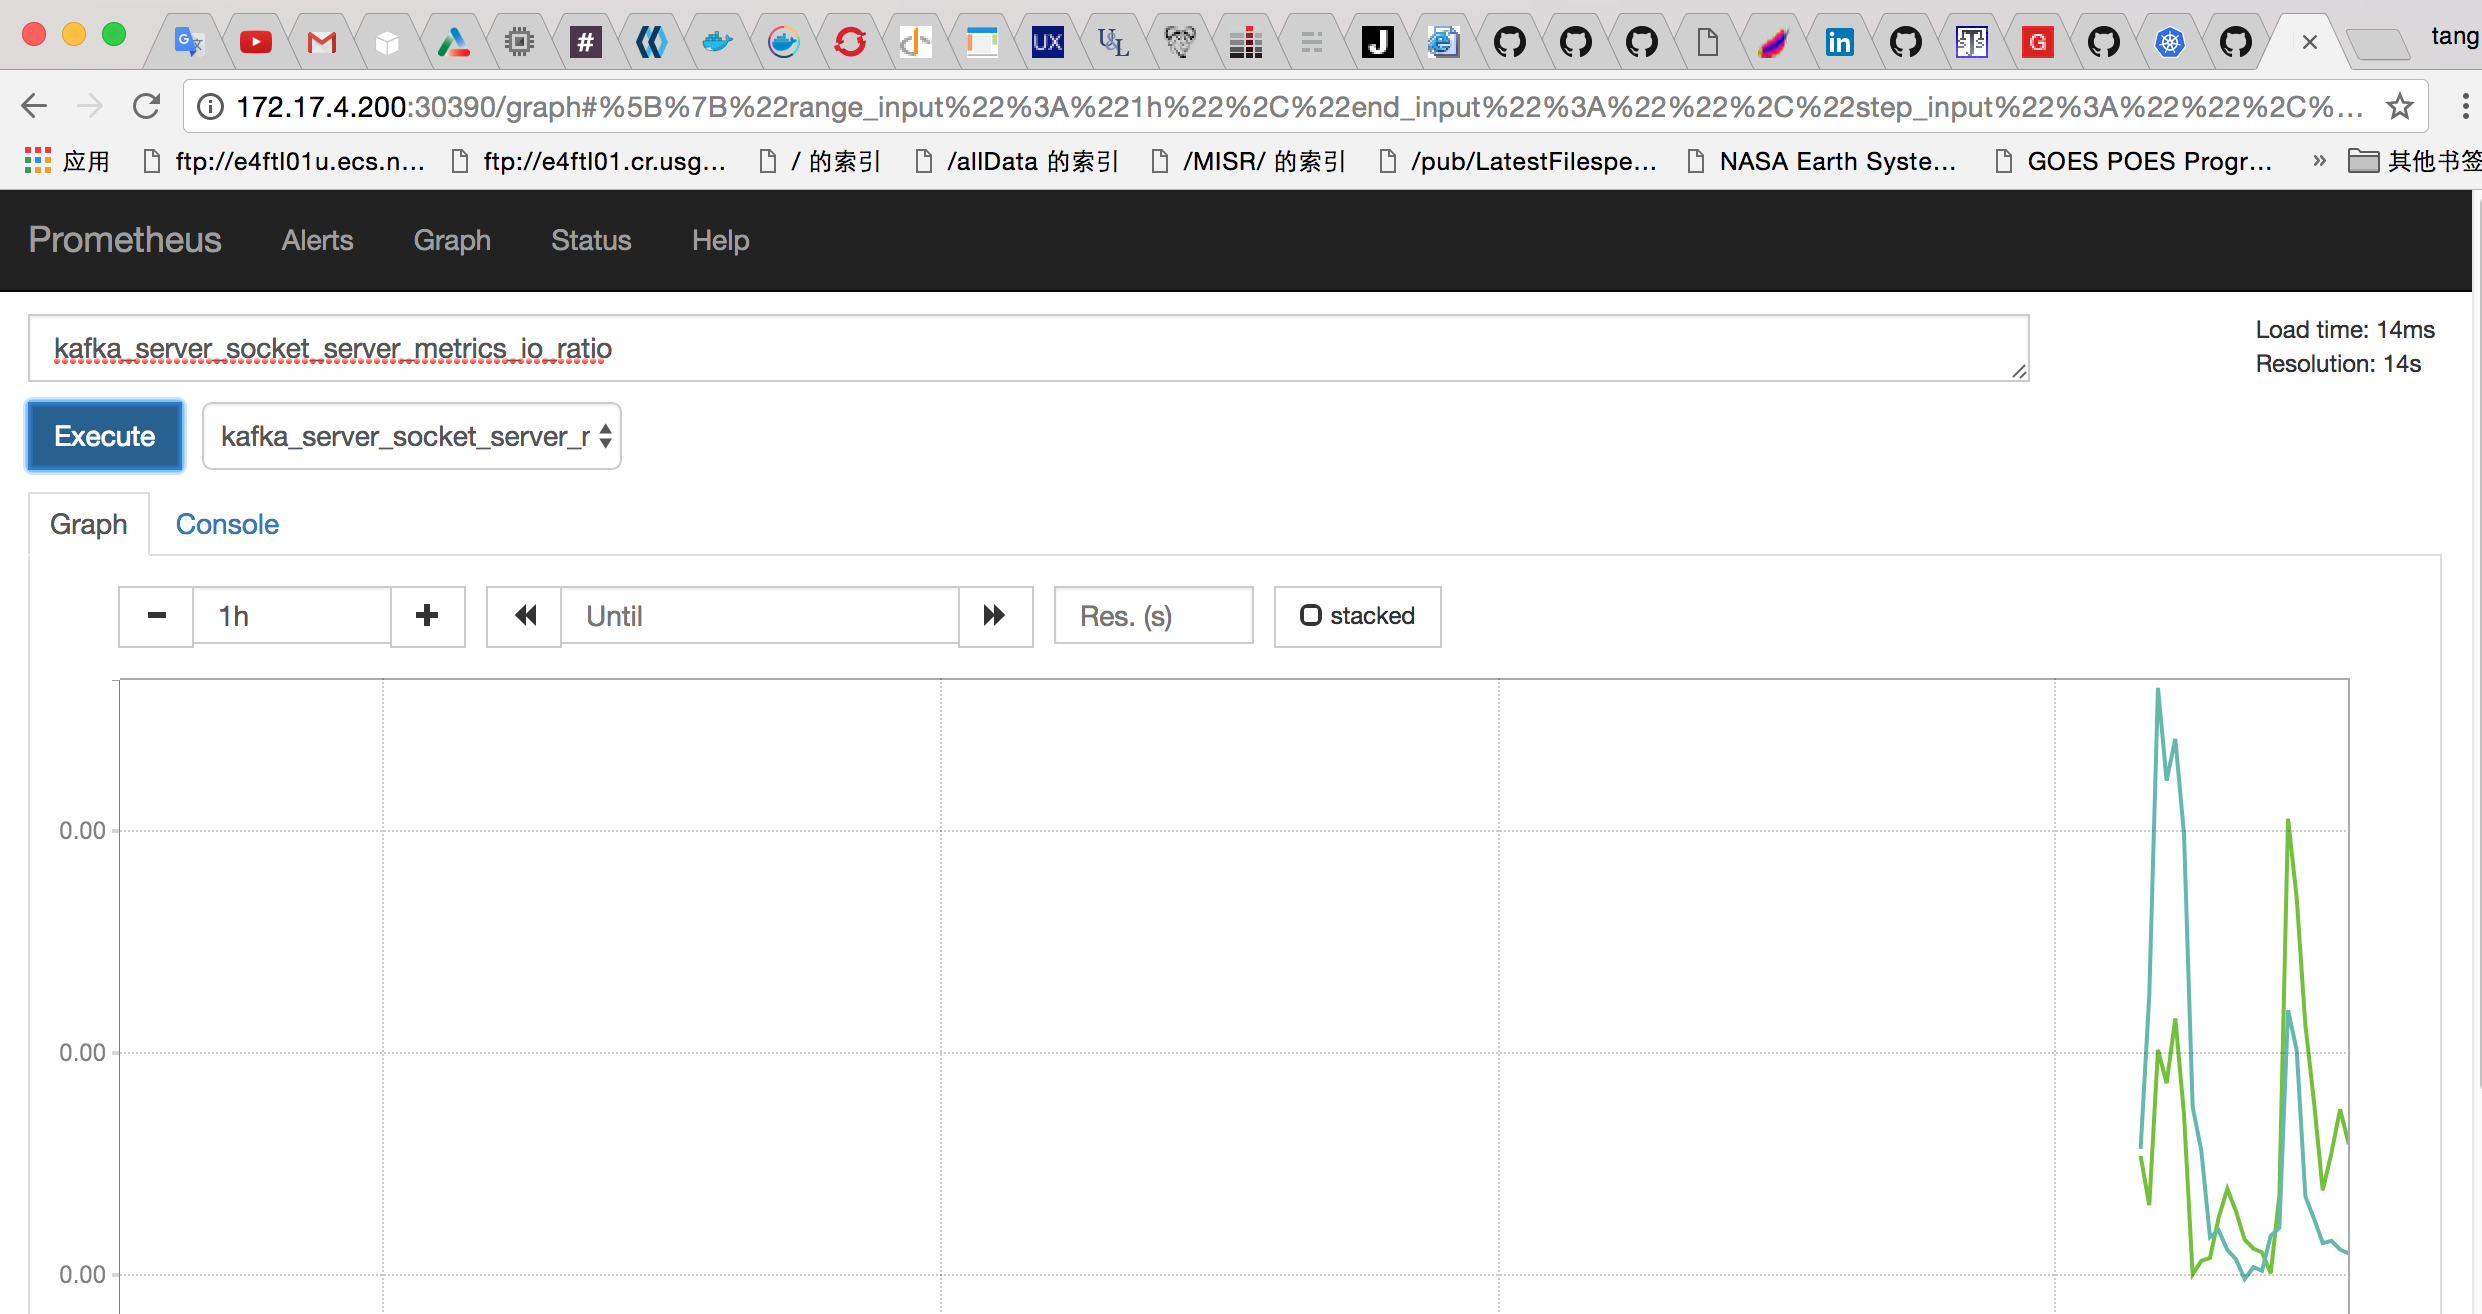 tang
172.17.4.200:30390/graph#%5B%7B%22range_input%22%3A%221h%22%2C%22end_input%22%3A%22%22%2C%22step_input%22%3A%22%22%2C%...
应用 ftp://e4ftl01u.ecs.n... ftp://e4ftl01.cr.usg... / 的索引 /allData 的索引 /MISR/ 的索引 /pub/LatestFilespe... NASA Earth Syste... GOES POES Progr... » 其他书签
Prometheus Alerts Graph Status Help
kafka_server_socket_server_metrics_io_ratio
Load time: 14ms
Resolution: 14s
Execute kafka_server_socket_server_r
Graph Console
1h Until Res. (s) stacked
0.00
0.00
0.00